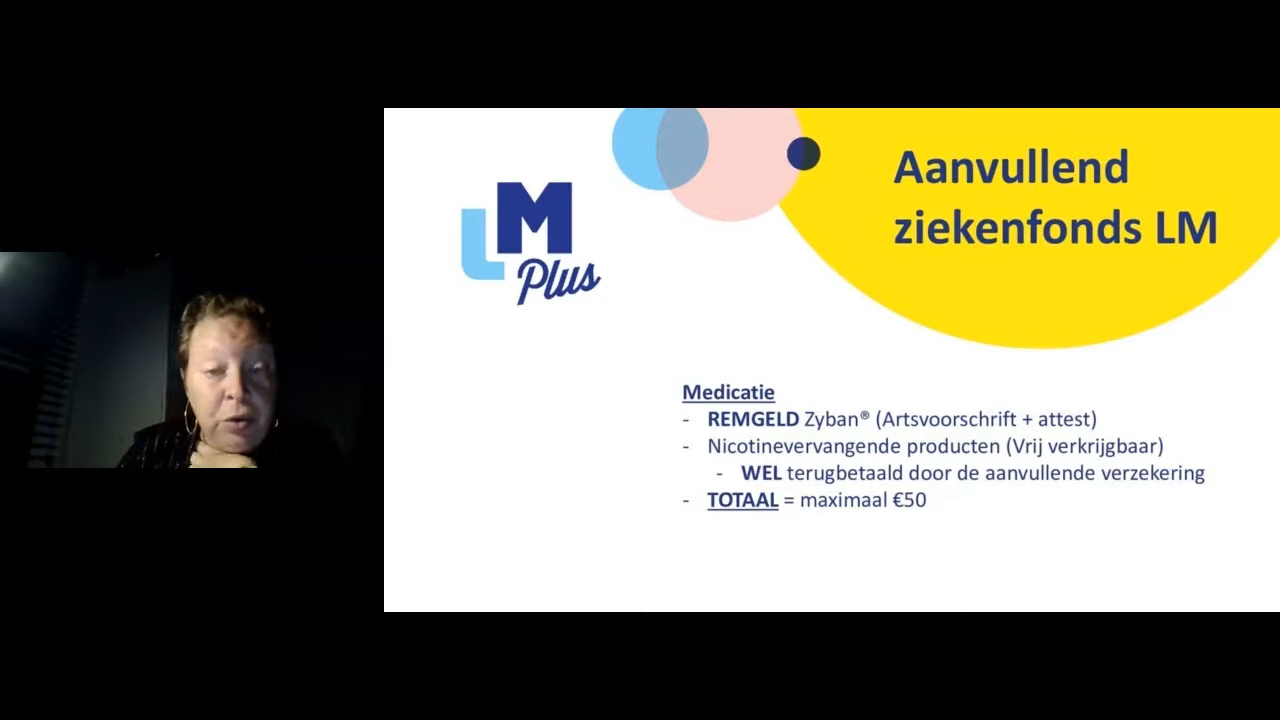 LM
Plus
Aanvullend
ziekenfonds LM
Medicatie
- REMGELD Zyban® (Artsvoorschrift + attest)
- Nicotinevervangende producten (Vrij verkrijgbaar)
- WEL terugbetaald door de aanvullende verzekering
- TOTAAL = maximaal €50